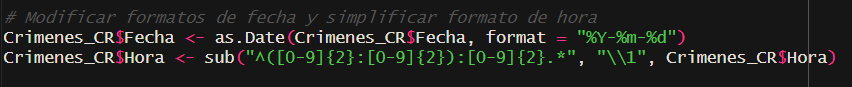 # Modificar formatos de fecha y simplificar formato de hora
Crimenes_CR$Fecha <- as.Date(Crimenes_CR$Fecha, format = "%Y-%m-%d")
Crimenes_CR$Hora <- sub("^([0-9]{2}:[0-9]{2}):[0-9]{2}.*", "\\1", Crimenes_CR$Hora)